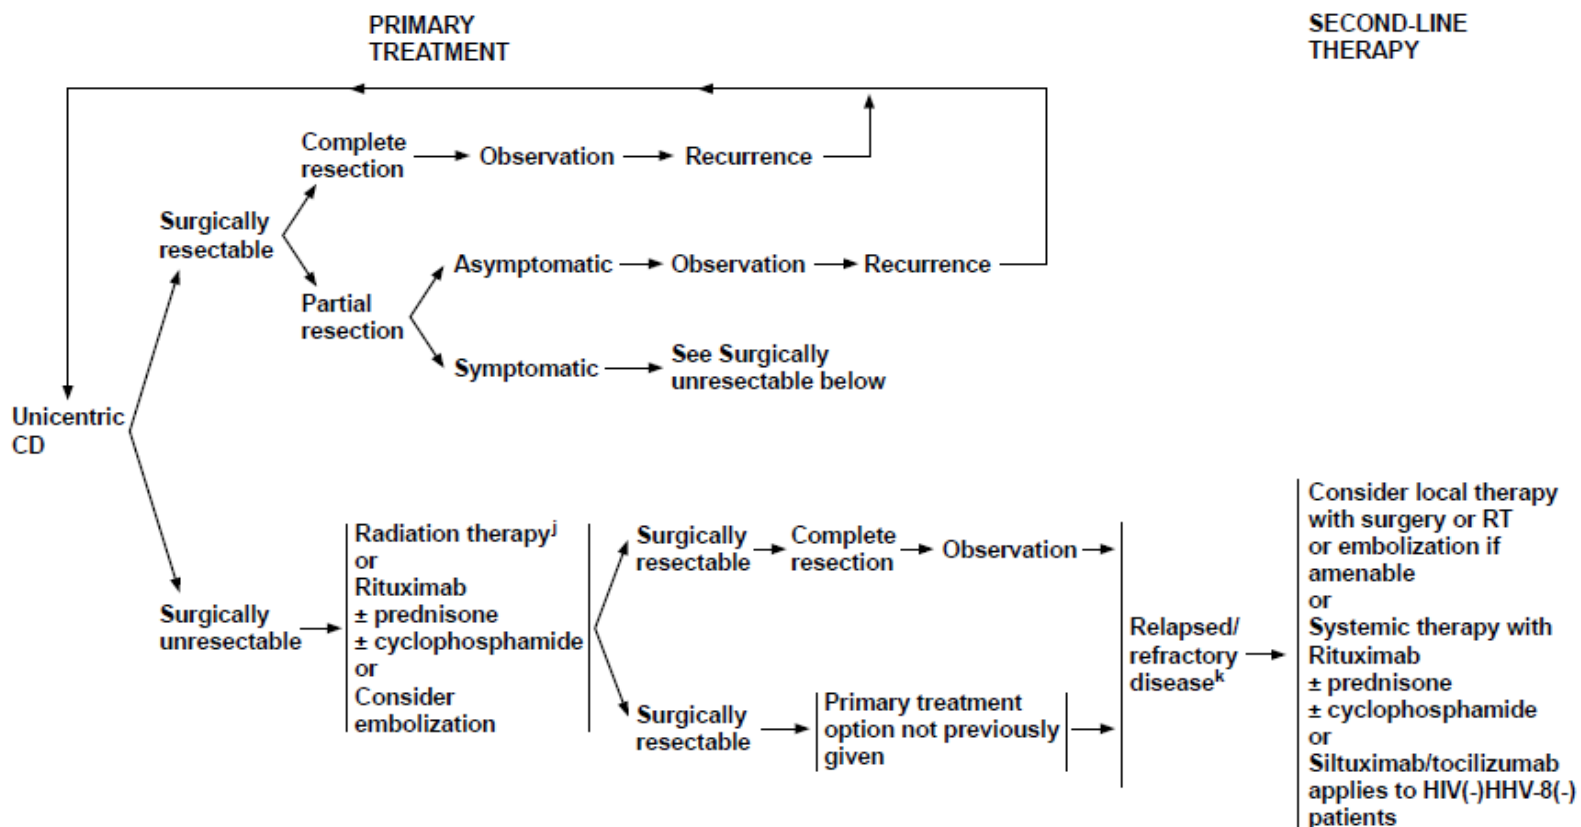 PRIMARY
TREATMENT
SECOND-LINE
THERAPY
Complete
resection
Observation
Recurrence
Surgically
resectable
Asymptomatic
Observation
Recurrence
Partial
resection
Symptomatic
See Surgically
unresectable below
Unicentric
CD
Surgically
unresectable
Radiation therapyʲ
or
Rituximab
± prednisone
± cyclophosphamide
or
Consider
embolization
Surgically
resectable
Complete
resection
Observation
Surgically
resectable
Primary treatment
option not previously
given
Relapsed/
refractory
diseaseᵏ
Consider local therapy
with surgery or RT
or embolization if
amenable
or
Systemic therapy with
Rituximab
± prednisone
± cyclophosphamide
or
Siltuximab/tocilizumab
applies to HIV(-)HHV-8(-)
patients